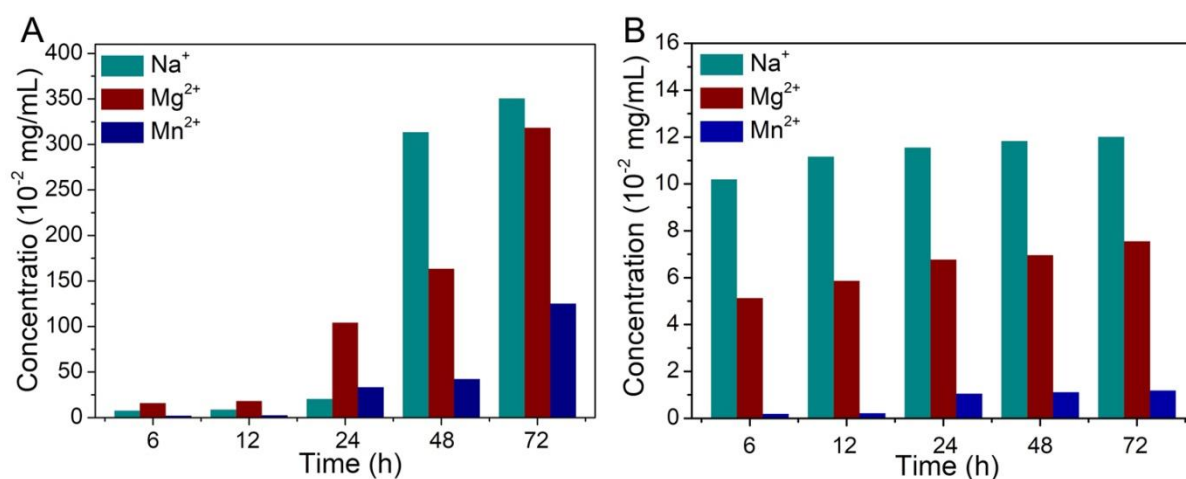 A
Concentratio (10⁻² mg/mL)
400
350
300
250
200
150
100
50
0
Na⁺
Mg²⁺
Mn²⁺
6 12 24 48 72
Time (h)
B
Concentration (10⁻² mg/mL)
16
14
12
10
8
6
4
2
0
Na⁺
Mg²⁺
Mn²⁺
6 12 24 48 72
Time (h)